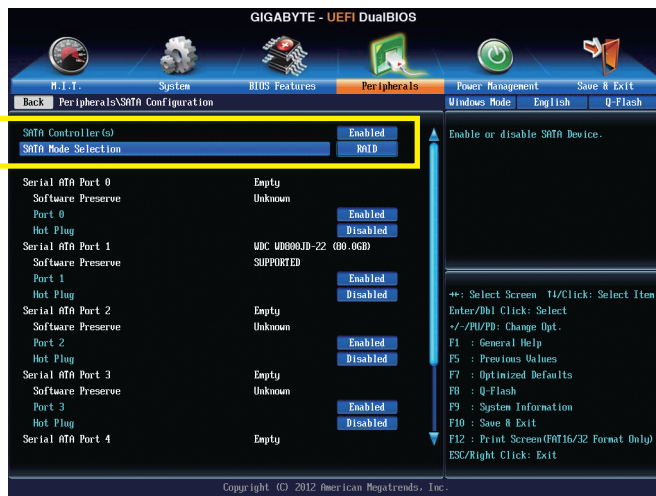 GIGABYTE - UEFI DualBIOS
M.I.T. System BIOS Features Peripherals Power Management Save & Exit
Back Peripherals\SATA Configuration Windows Mode English Q-Flash
SATA Controller(s) Enabled
SATA Mode Selection RAID
Serial ATA Port 0 Empty
Software Preserve Unknown
Port 0 Enabled
Hot Plug Disabled
Serial ATA Port 1 WDC WD800JD-22 (80.0GB)
Software Preserve SUPPORTED
Port 1 Enabled
Hot Plug Disabled
Serial ATA Port 2 Empty
Software Preserve Unknown
Port 2 Enabled
Hot Plug Disabled
Serial ATA Port 3 Empty
Software Preserve Unknown
Port 3 Enabled
Hot Plug Disabled
Serial ATA Port 4 Empty
Enable or disable SATA Device.
→←: Select Screen ↑↓/Click: Select Item
Enter/Dbl Click: Select
+/-/PU/PD: Change Opt.
F1 : General Help
F5 : Previous Values
F7 : Optimized Defaults
F8 : Q-Flash
F9 : System Information
F10 : Save & Exit
F12 : Print Screen(FAT16/32 Format Only)
ESC/Right Click: Exit
Copyright (C) 2012 American Megatrends, Inc.